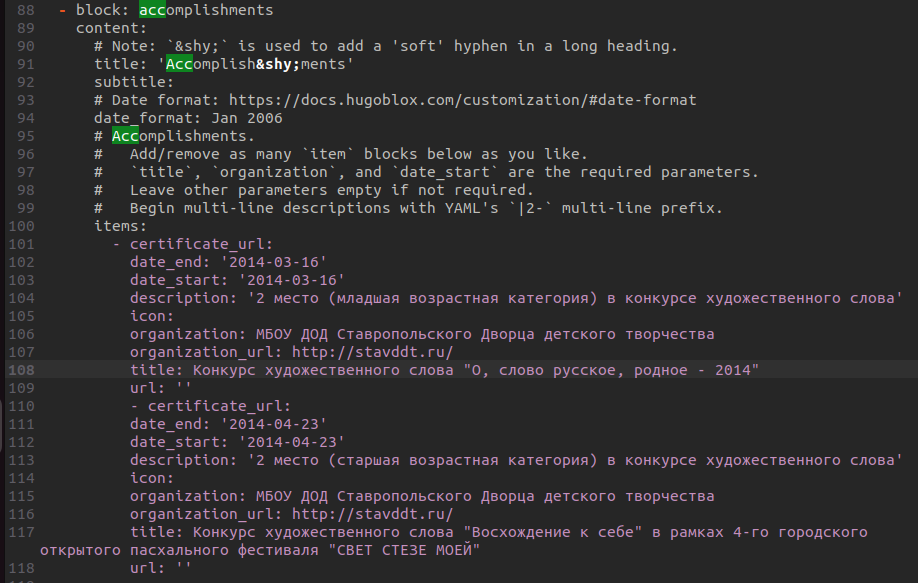 88 - block: accomplishments
89 content:
90 # Note: `&shy;` is used to add a 'soft' hyphen in a long heading.
91 title: 'Accomplish&shy;ments'
92 subtitle:
93 # Date format: https://docs.hugoblox.com/customization/#date-format
94 date_format: Jan 2006
95 # Accomplishments.
96 #   Add/remove as many `item` blocks below as you like.
97 #   `title`, `organization`, and `date_start` are the required parameters.
98 #   Leave other parameters empty if not required.
99 #   Begin multi-line descriptions with YAML's `|2-` multi-line prefix.
100 items:
101 - certificate_url:
102 date_end: '2014-03-16'
103 date_start: '2014-03-16'
104 description: '2 место (младшая возрастная категория) в конкурсе художественного слова'
105 icon:
106 organization: МБОУ ДОД Ставропольского Дворца детского творчества
107 organization_url: http://stavddt.ru/
108 title: Конкурс художественного слова "О, слово русское, родное - 2014"
109 url: ''
110 - certificate_url:
111 date_end: '2014-04-23'
112 date_start: '2014-04-23'
113 description: '2 место (старшая возрастная категория) в конкурсе художественного слова'
114 icon:
115 organization: МБОУ ДОД Ставропольского Дворца детского творчества
116 organization_url: http://stavddt.ru/
117 title: Конкурс художественного слова "Восхождение к себе" в рамках 4-го городского
открытого пасхального фестиваля "СВЕТ СТЕЗЕ МОЕЙ"
118 url: ''